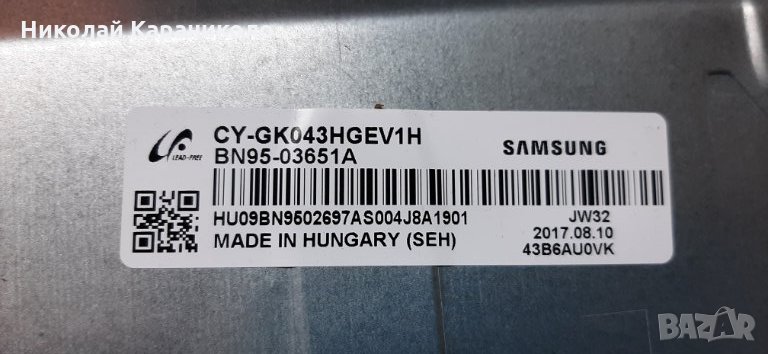 Николай Караниколов
CY-GK043HGEV1H
BN95-03651A
SAMSUNG
LEAD-FREE
HU09BN9502697AS004J8A1901
JW32
MADE IN HUNGARY (SEH)
2017.08.10
43B6AU0VK
BAZAR